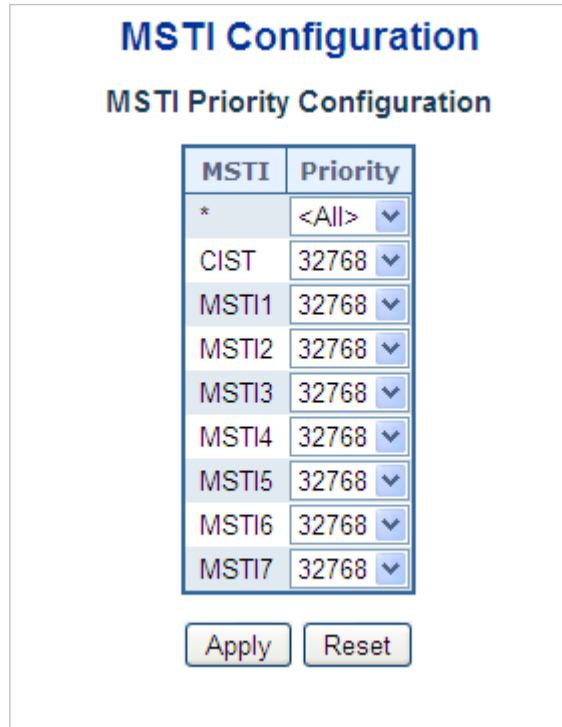 MSTI Configuration
MSTI Priority Configuration
MSTI Priority
* <All>
CIST 32768
MSTI1 32768
MSTI2 32768
MSTI3 32768
MSTI4 32768
MSTI5 32768
MSTI6 32768
MSTI7 32768
Apply Reset